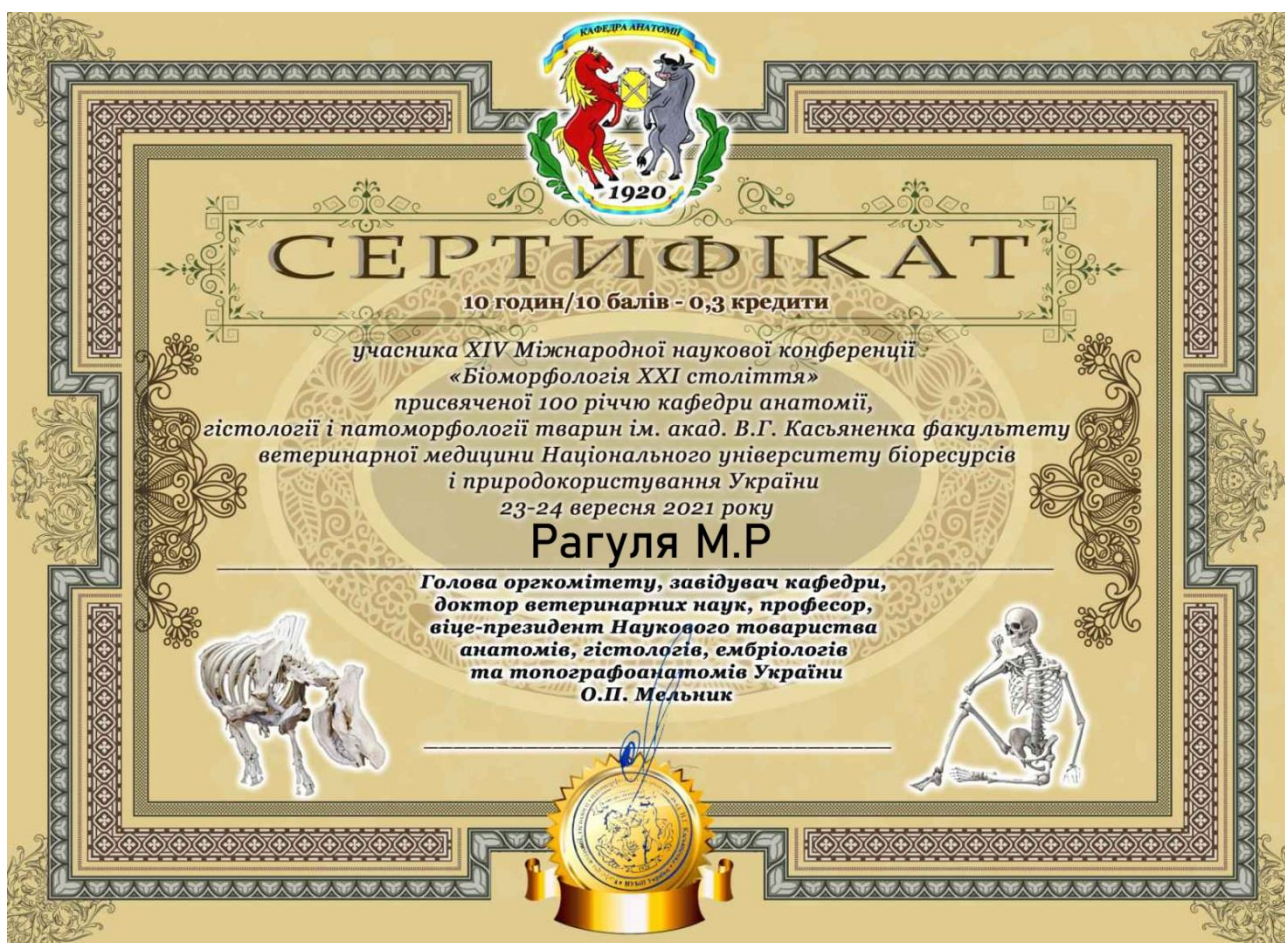 КАФЕДРА АНАТОМІЇ
1920
СЕРТИФІКАТ
10 годин/10 балів - 0,3 кредити
учасника XIV Міжнародної наукової конференції
«Біоморфологія XXI століття»
присвяченої 100 річчю кафедри анатомії,
гістології і патоморфології тварин ім. акад. В.Г. Касьяненка факультету
ветеринарної медицини Національного університету біоресурсів
і природокористування України
23-24 вересня 2021 року
Рагуля М.Р
Голова оргкомітету, завідувач кафедри,
доктор ветеринарних наук, професор,
віце-президент Наукового товариства
анатомів, гістологів, ембріологів
та топографоанатомів України
О.П. Мельник